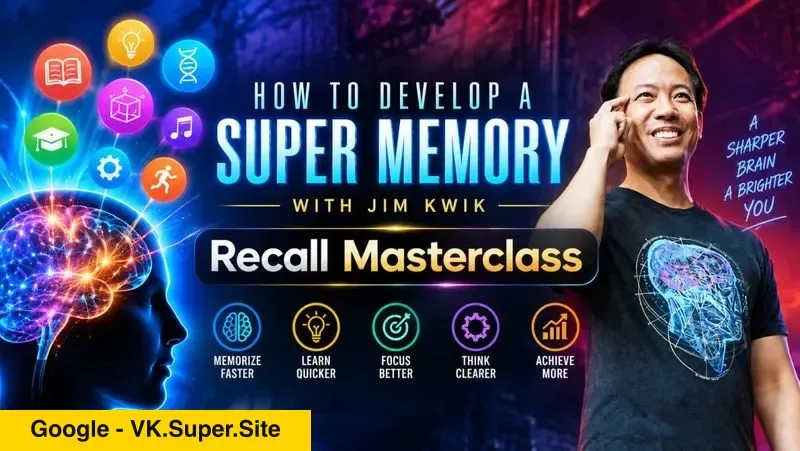 HOW TO DEVELOP A
SUPER MEMORY
WITH JIM KWIK
Recall Masterclass
MEMORIZE
FASTER
LEARN
QUICKER
FOCUS
BETTER
THINK
CLEARER
ACHIEVE
MORE
A
SHARPER
BRAIN
A BRIGHTER
YOU
Google - VK.Super.Site